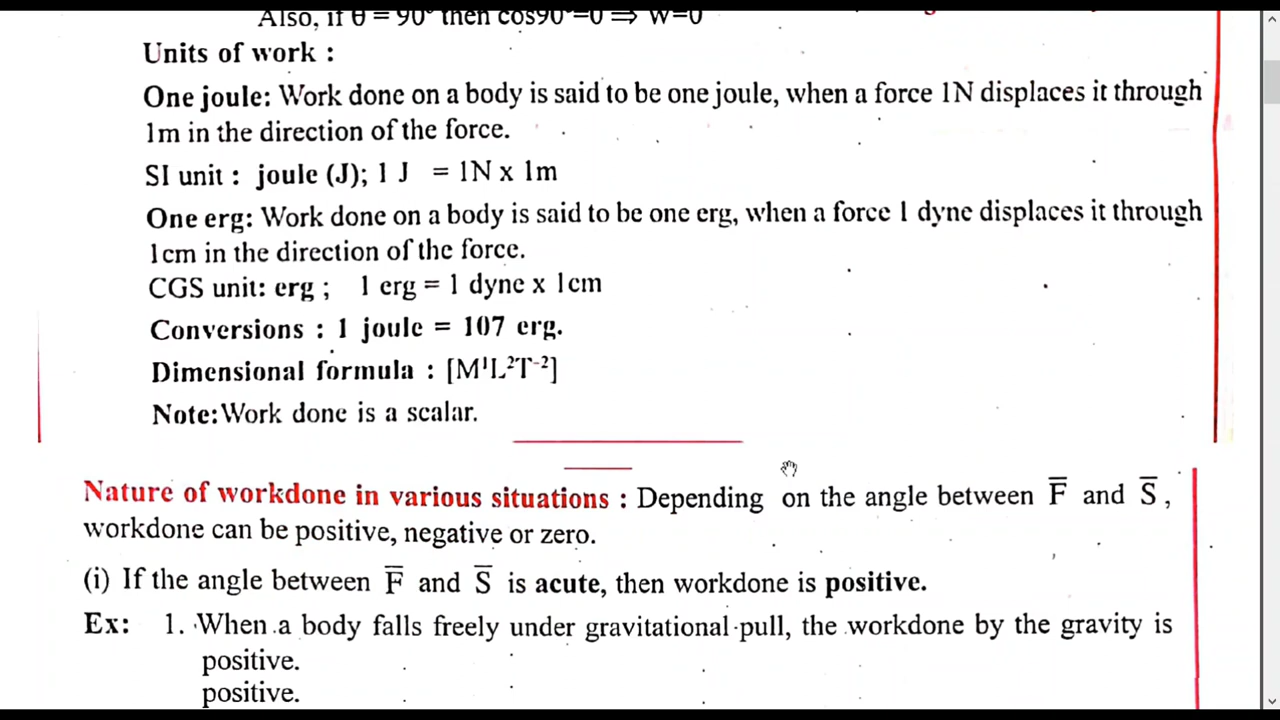 Also, if θ = 90° then cos90°=0 ⇒ W=0
Units of work :
One joule: Work done on a body is said to be one joule, when a force 1N displaces it through
1m in the direction of the force.
SI unit : joule (J); 1 J = 1N x 1m
One erg: Work done on a body is said to be one erg, when a force 1 dyne displaces it through
1cm in the direction of the force.
CGS unit: erg ; 1 erg = 1 dyne x 1cm
Conversions : 1 joule = 107 erg.
Dimensional formula : [M¹L²T⁻²]
Note: Work done is a scalar.
Nature of workdone in various situations : Depending on the angle between F̅ and S̅,
workdone can be positive, negative or zero.
(i) If the angle between F̅ and S̅ is acute, then workdone is positive.
Ex: 1. When a body falls freely under gravitational pull, the workdone by the gravity is
positive.
positive.